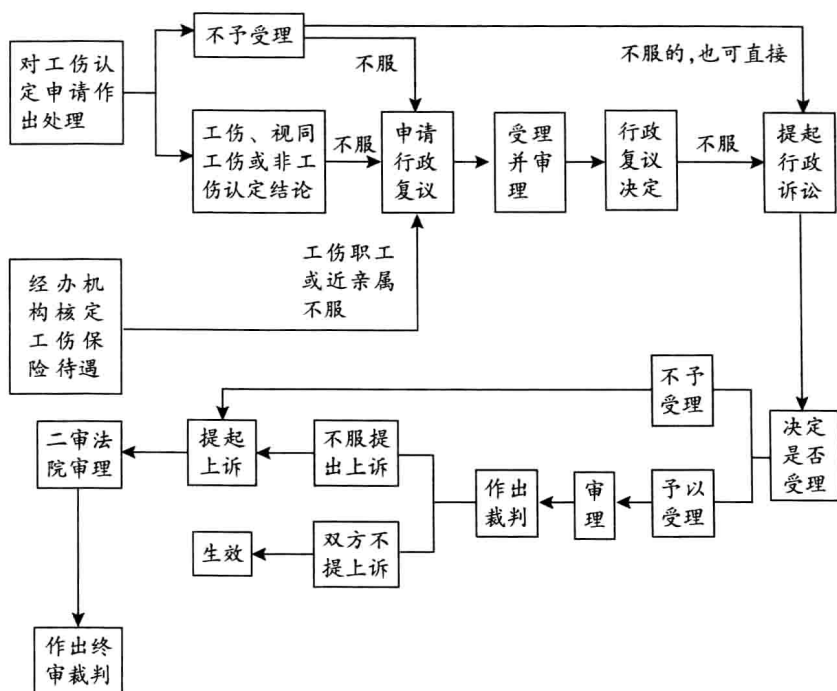 对工伤认
定申请作
出处理
不予受理
不服
不服的,也可直接
工伤、视同
工伤或非工
伤认定结论
不服
申请
行政
复议
受理
并审
理
行政
复议
决定
不服
提起
行政
诉讼
经办机
构核定
工伤保
险待遇
工伤职工
或近亲属
不服
不予
受理
决定
是否
受理
予以
受理
审
理
作出
裁判
不服提
出上诉
提起
上诉
二审法
院审理
双方不
提上诉
生效
作出终
审裁判